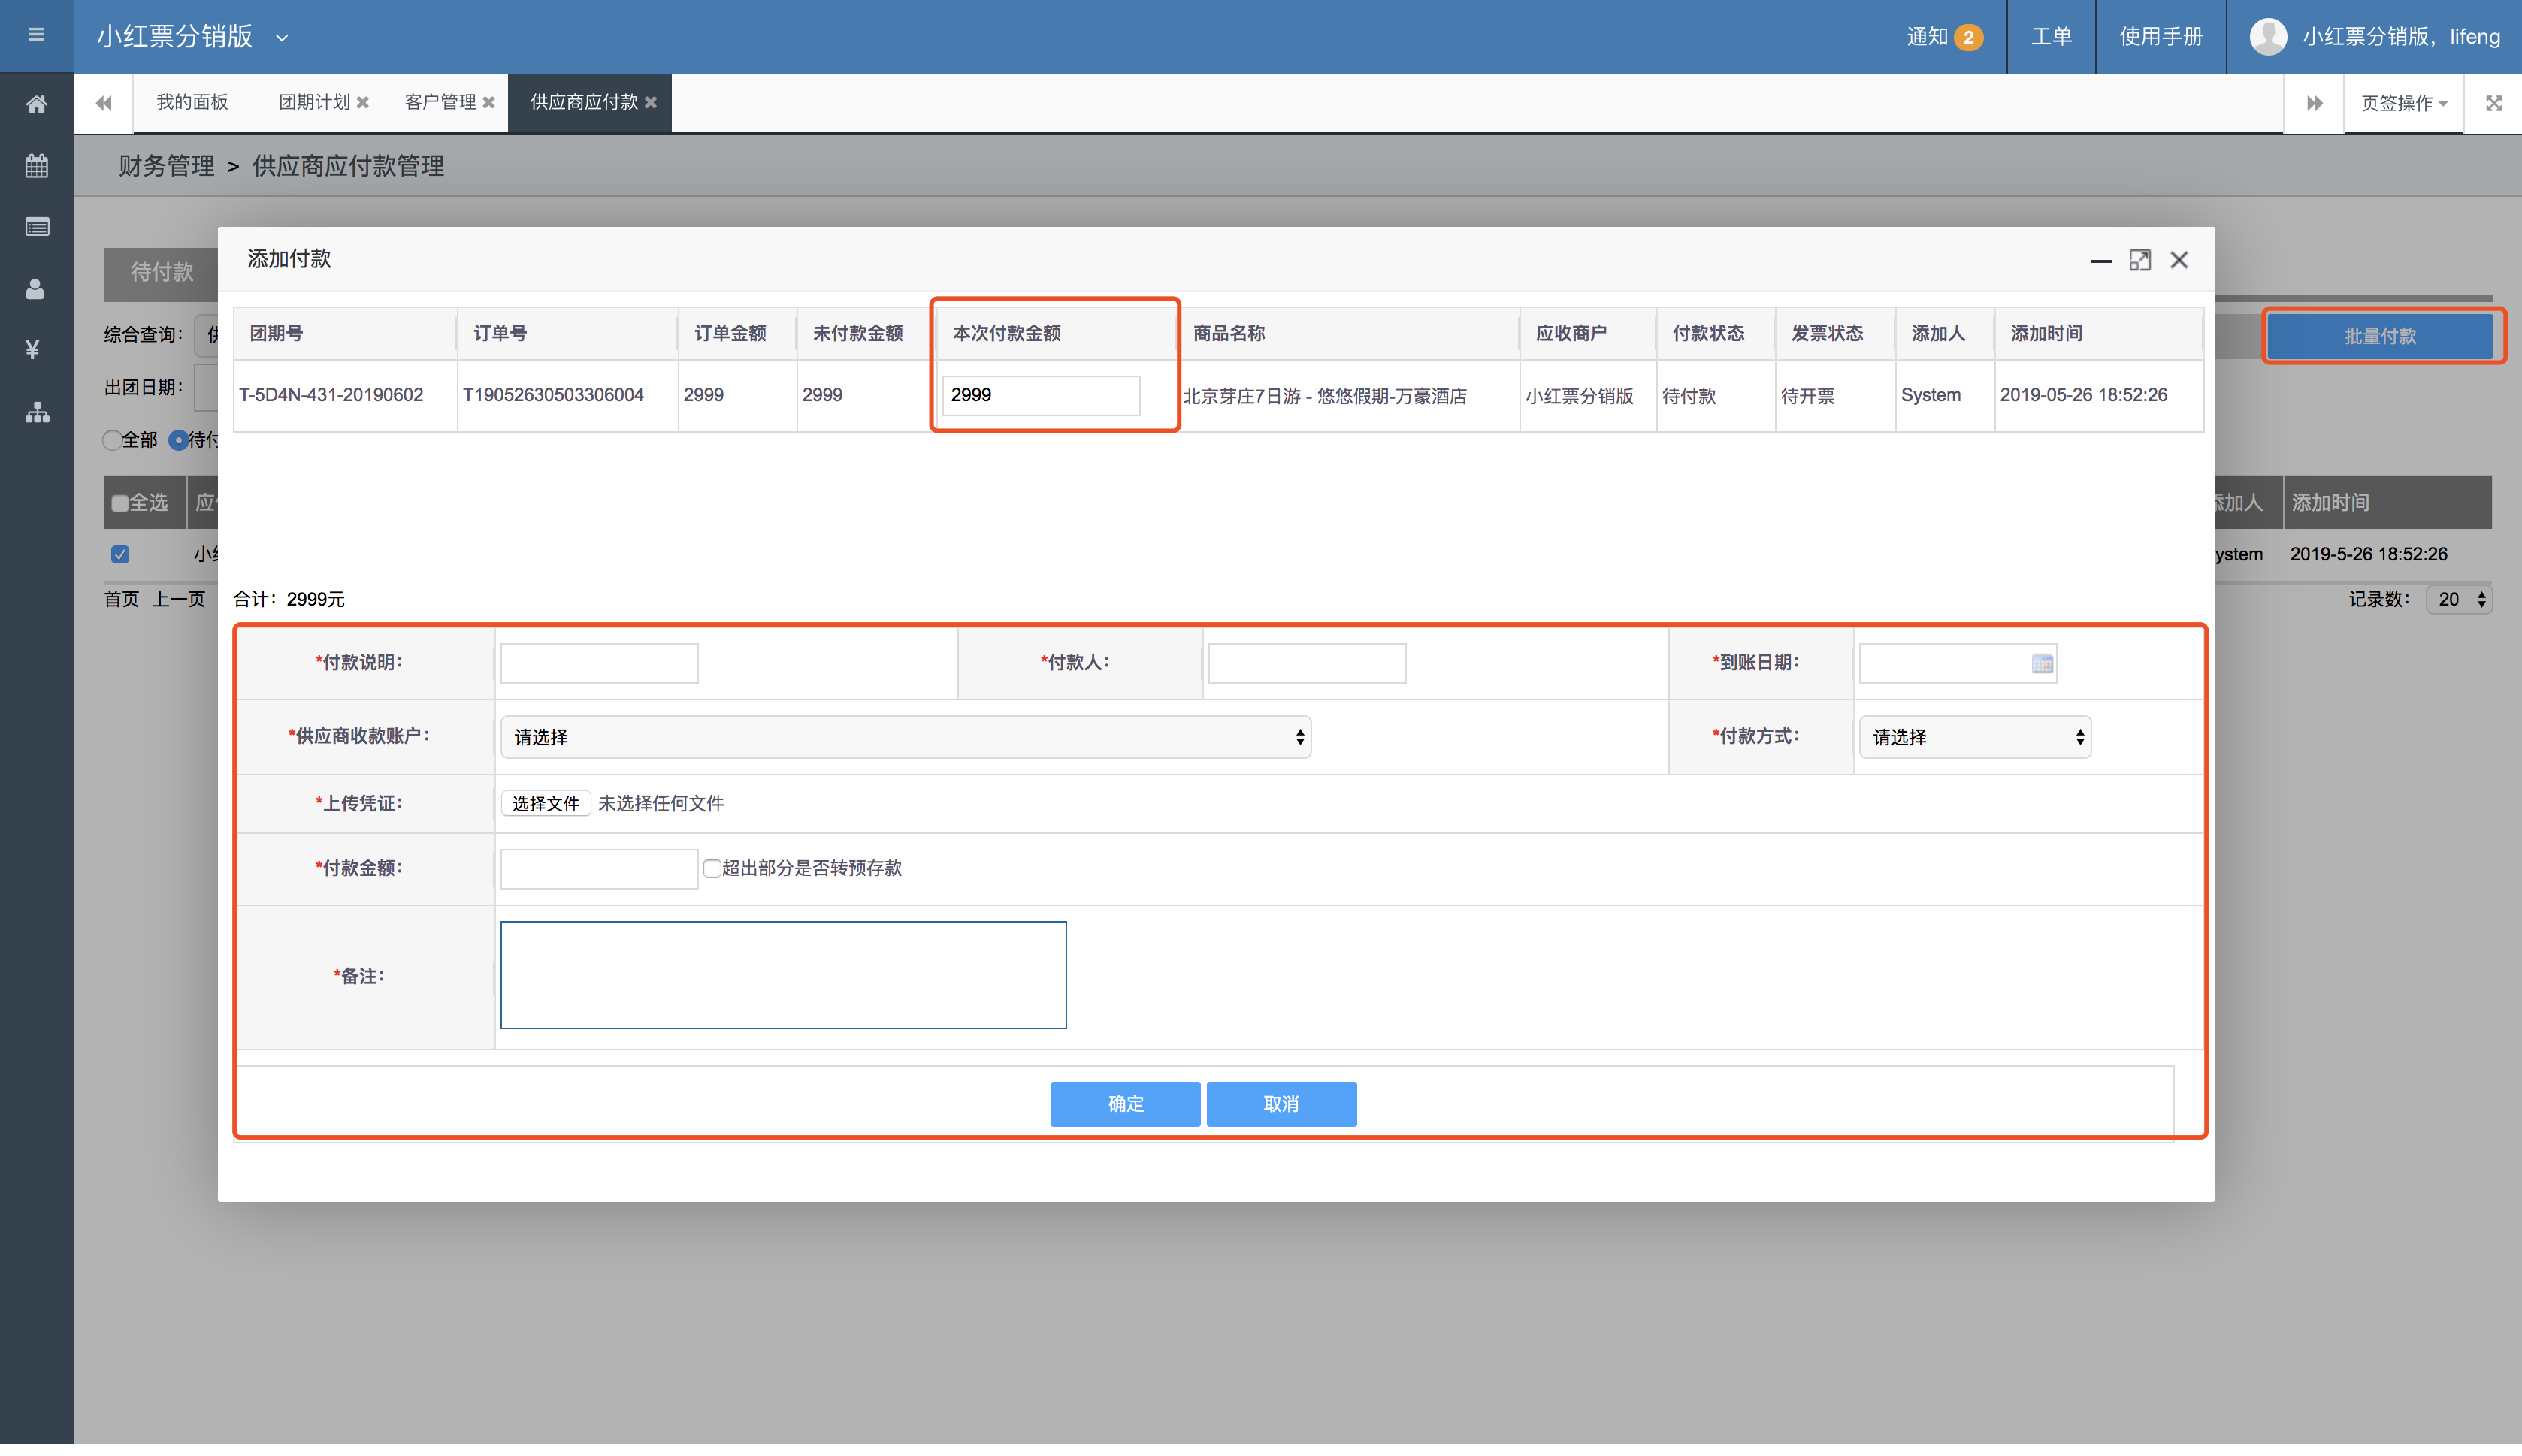 小红票分销版
通知 2
工单
使用手册
小红票分销版，lifeng
我的面板
团期计划
客户管理
供应商应付款
页签操作
财务管理 > 供应商应付款管理
待付款
添加付款
综合查询：
批量付款
出团日期：
全部 待付
团期号 订单号 订单金额 未付款金额 本次付款金额 商品名称 应收商户 付款状态 发票状态 添加人 添加时间
T-5D4N-431-20190602 T19052630503306004 2999 2999 2999 北京芽庄7日游 - 悠悠假期-万豪酒店 小红票分销版 待付款 待开票 System 2019-05-26 18:52:26
全选 应 添加人 添加时间
小 ystem 2019-5-26 18:52:26
首页 上一页
合计：2999元
记录数： 20
*付款说明： *付款人： *到账日期：
*供应商收款账户： 请选择 *付款方式： 请选择
*上传凭证： 选择文件 未选择任何文件
*付款金额： 超出部分是否转预存款
*备注：
确定 取消